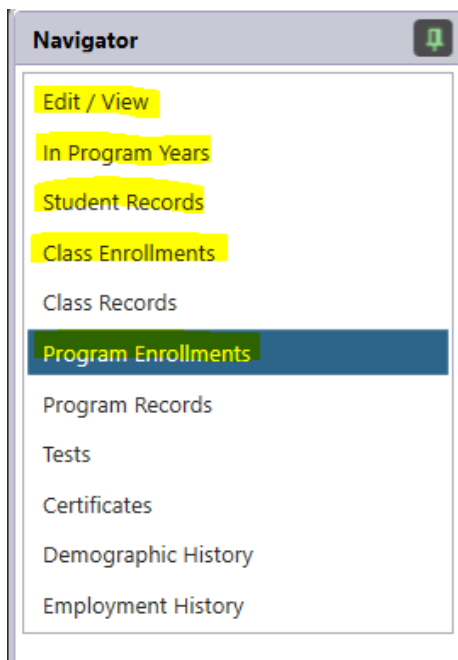 Navigator
Edit / View
In Program Years
Student Records
Class Enrollments
Class Records
Program Enrollments
Program Records
Tests
Certificates
Demographic History
Employment History